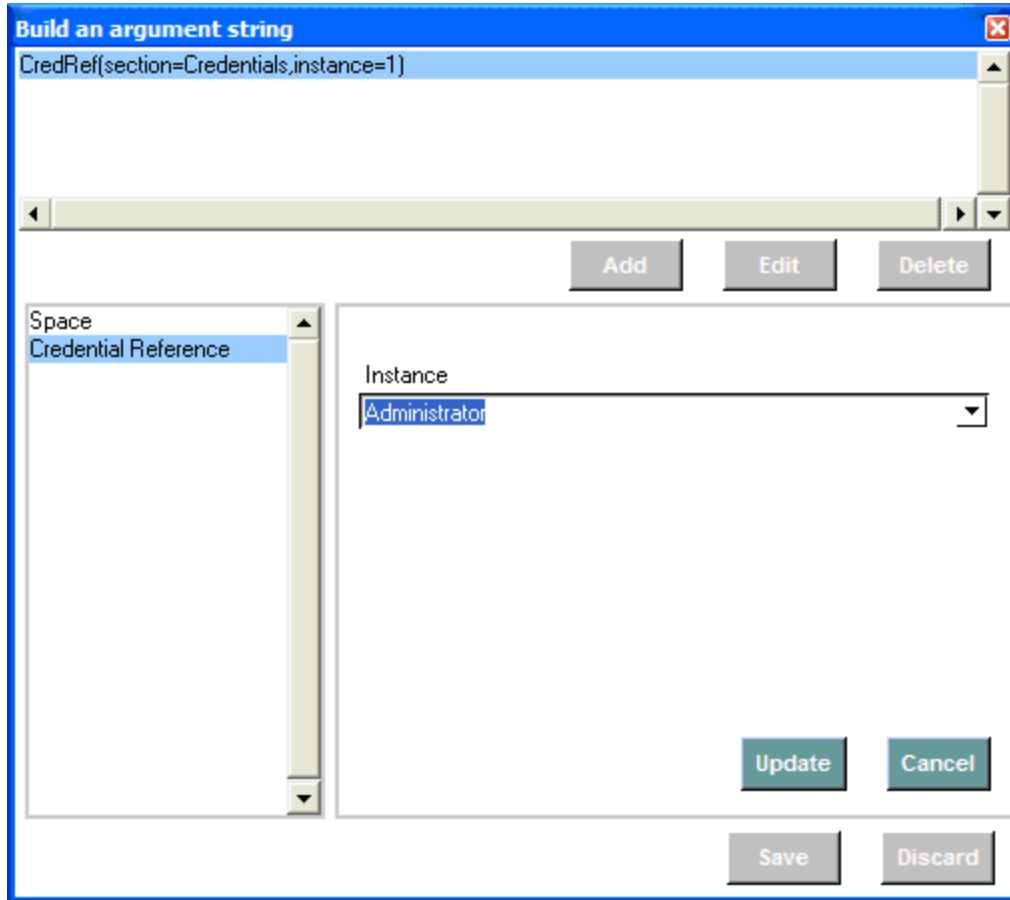 Build an argument string
CredRef(section=Credentials,instance=1)
Add Edit Delete
Space
Credential Reference
Instance
Administrator
Update Cancel
Save Discard